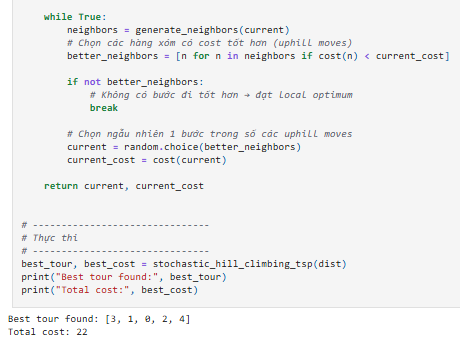 while True:
neighbors = generate_neighbors(current)
# Chọn các hàng xóm có cost tốt hơn (uphill moves)
better_neighbors = [n for n in neighbors if cost(n) < current_cost]
if not better_neighbors:
# Không có bước đi tốt hơn → đạt local optimum
break
# Chọn ngẫu nhiên 1 bước trong số các uphill moves
current = random.choice(better_neighbors)
current_cost = cost(current)
return current, current_cost
# -------------------------------
# Thực thi
# -------------------------------
best_tour, best_cost = stochastic_hill_climbing_tsp(dist)
print("Best tour found:", best_tour)
print("Total cost:", best_cost)
Best tour found: [3, 1, 0, 2, 4]
Total cost: 22